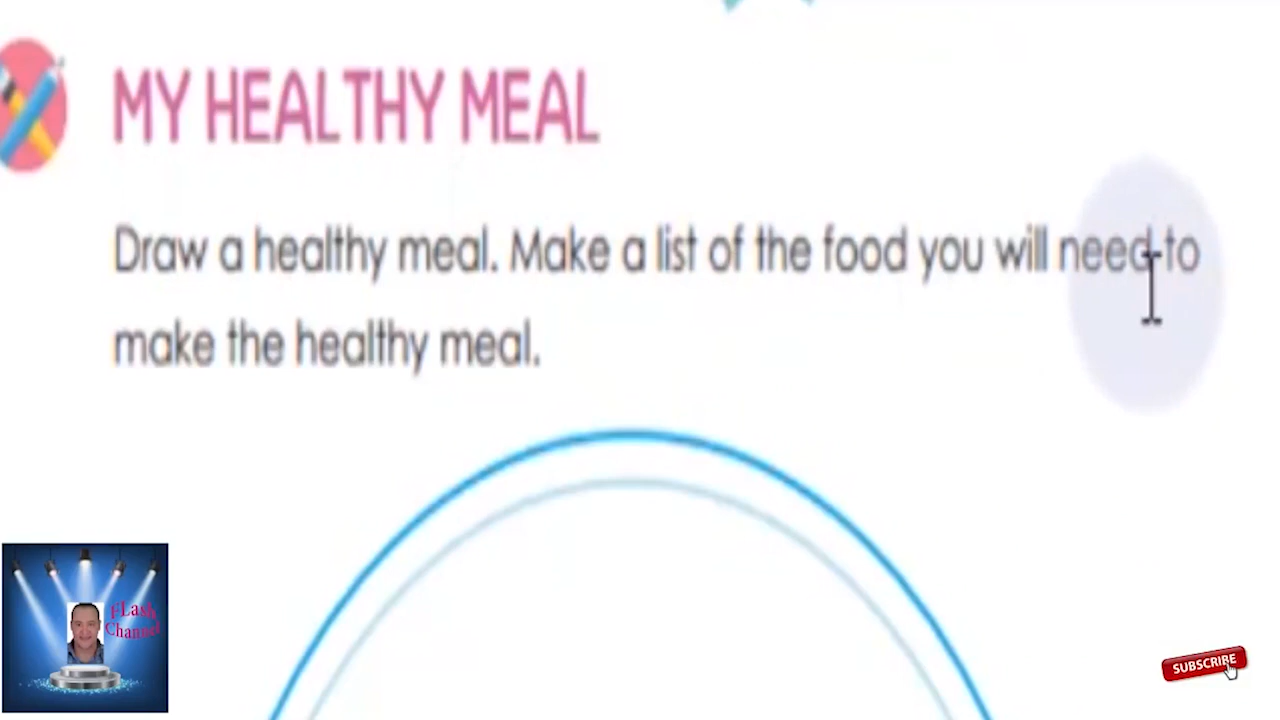 MY HEALTHY MEAL
Draw a healthy meal. Make a list of the food you will need to
make the healthy meal.
FLash
Channel
SUBSCRIBE